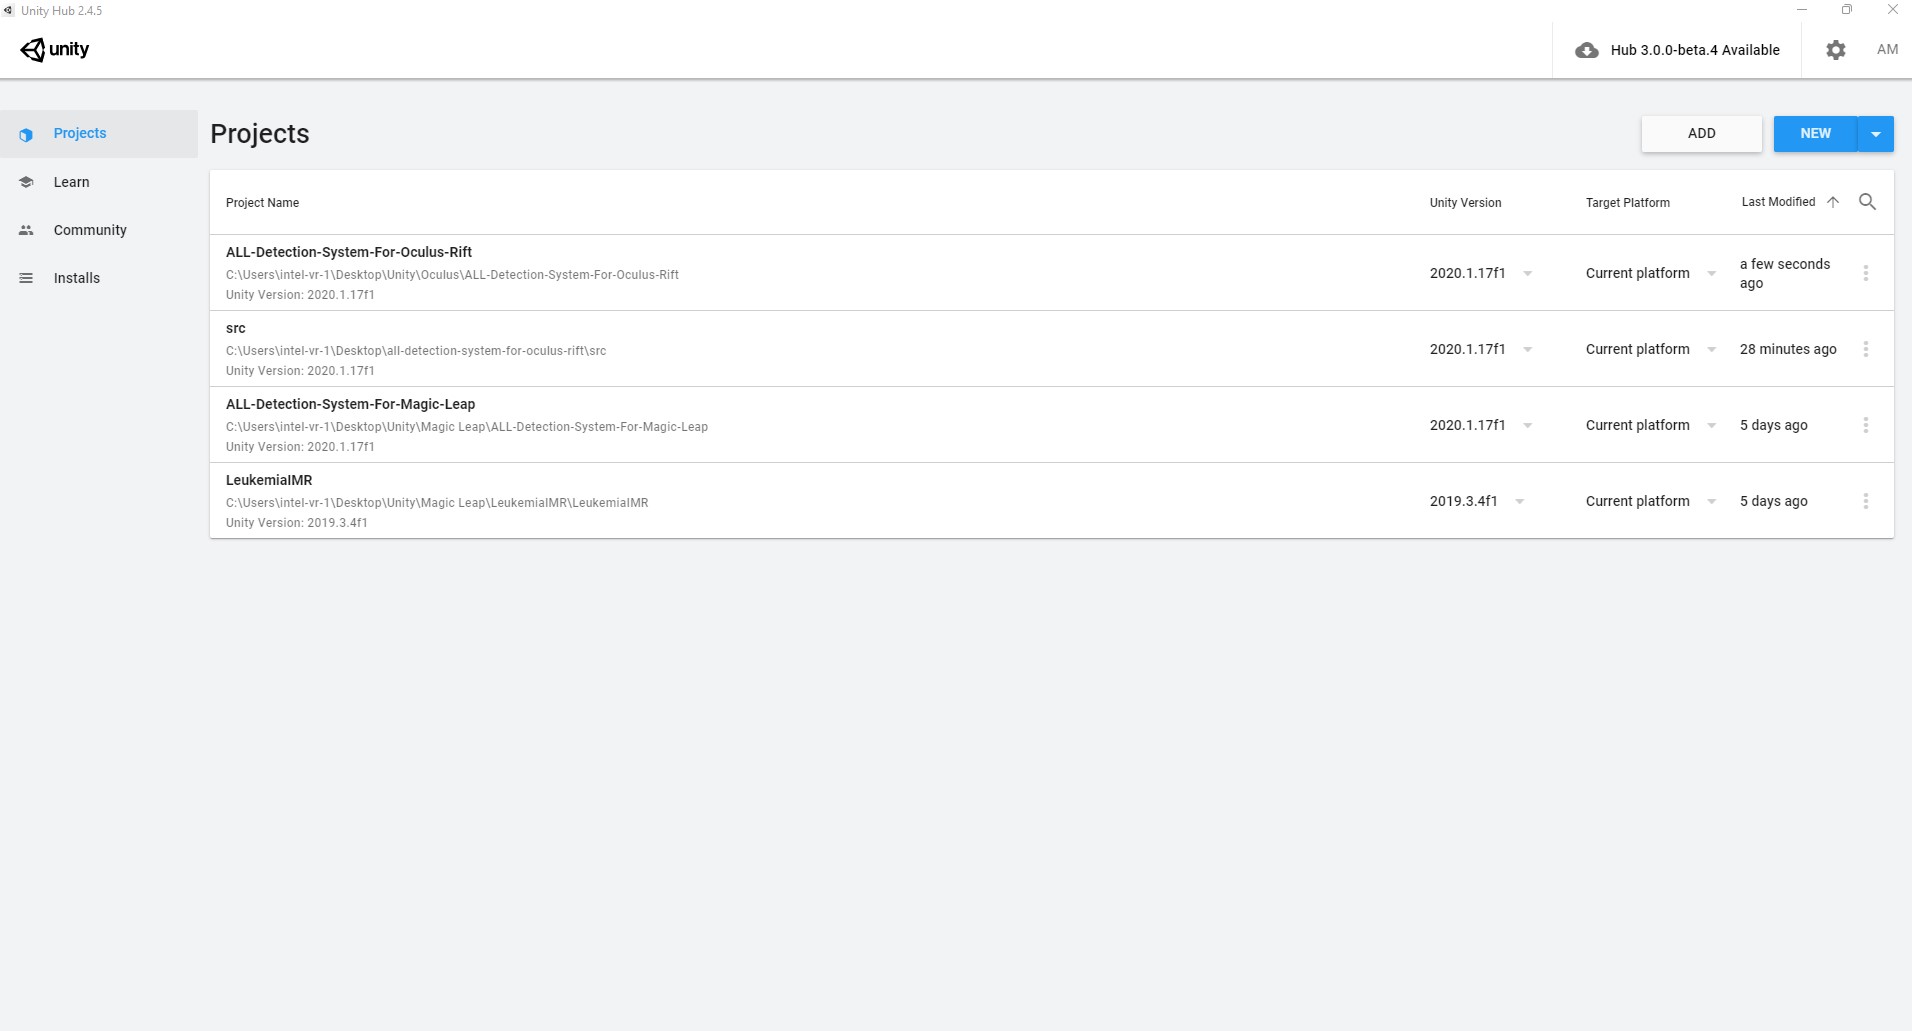 Unity Hub 2.4.5
unity
Hub 3.0.0-beta.4 Available
AM
Projects
Learn
Community
Installs
Projects
ADD
NEW
Project Name
Unity Version
Target Platform
Last Modified
ALL-Detection-System-For-Oculus-Rift
C:\Users\intel-vr-1\Desktop\Unity\Oculus\ALL-Detection-System-For-Oculus-Rift
Unity Version: 2020.1.17f1
2020.1.17f1
Current platform
a few seconds
ago
src
C:\Users\intel-vr-1\Desktop\all-detection-system-for-oculus-rift\src
Unity Version: 2020.1.17f1
2020.1.17f1
Current platform
28 minutes ago
ALL-Detection-System-For-Magic-Leap
C:\Users\intel-vr-1\Desktop\Unity\Magic Leap\ALL-Detection-System-For-Magic-Leap
Unity Version: 2020.1.17f1
2020.1.17f1
Current platform
5 days ago
LeukemiaIMR
C:\Users\intel-vr-1\Desktop\Unity\Magic Leap\LeukemiaIMR\LeukemiaIMR
Unity Version: 2019.3.4f1
2019.3.4f1
Current platform
5 days ago